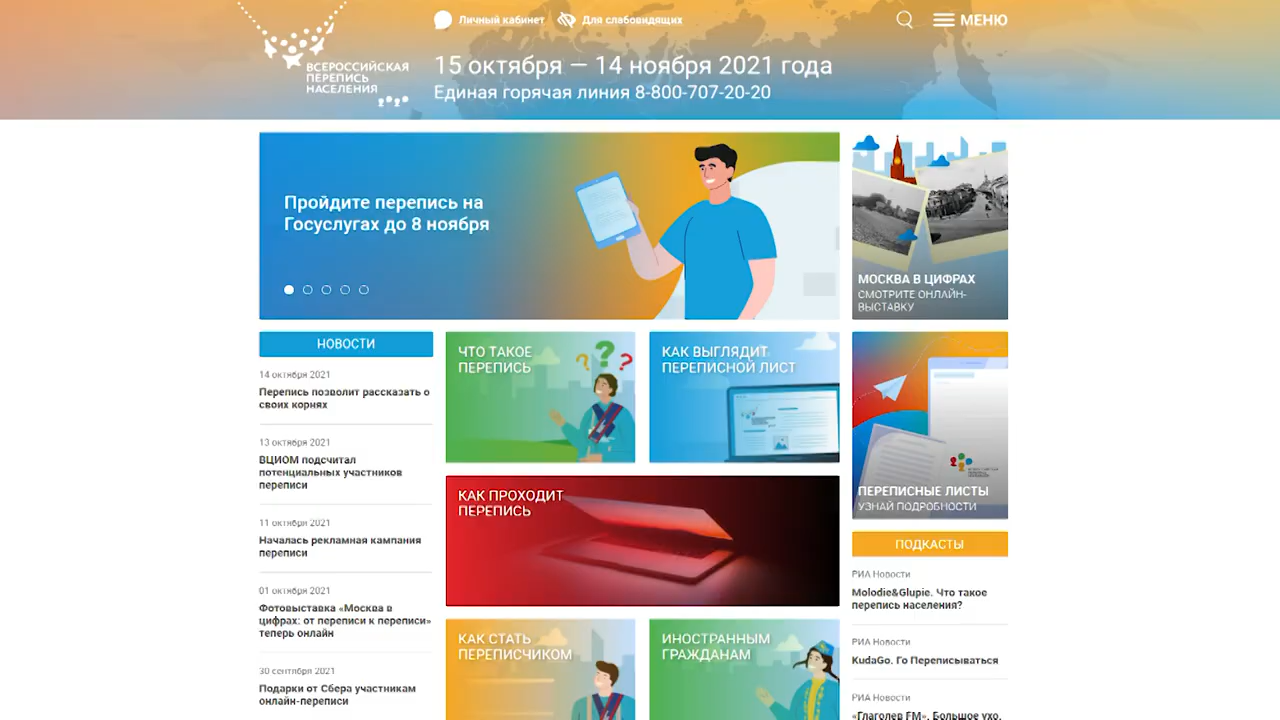 Личный кабинет
Для слабовидящих
МЕНЮ
ВСЕРОССИЙСКАЯ
ПЕРЕПИСЬ
НАСЕЛЕНИЯ
15 октября — 14 ноября 2021 года
Единая горячая линия 8-800-707-20-20
Пройдите перепись на
Госуслугах до 8 ноября
МОСКВА В ЦИФРАХ
СМОТРИТЕ ОНЛАЙН-
ВЫСТАВКУ
НОВОСТИ
14 октября 2021
Перепись позволит рассказать о
своих корнях
13 октября 2021
ВЦИОМ подсчитал
потенциальных участников
переписи
11 октября 2021
Началась рекламная кампания
переписи
01 октября 2021
Фотовыставка «Москва в
цифрах: от переписи к переписи»
теперь онлайн
30 сентября 2021
Подарки от Сбера участникам
онлайн-переписи
ЧТО ТАКОЕ
ПЕРЕПИСЬ
КАК ВЫГЛЯДИТ
ПЕРЕПИСНОЙ ЛИСТ
КАК ПРОХОДИТ
ПЕРЕПИСЬ
КАК СТАТЬ
ПЕРЕПИСЧИКОМ
ИНОСТРАННЫМ
ГРАЖДАНАМ
ПЕРЕПИСНЫЕ ЛИСТЫ
УЗНАЙ ПОДРОБНОСТИ
ПОДКАСТЫ
РИА Новости
Molodie&Glupie. Что такое
перепись населения?
РИА Новости
KudaGo. Го Переписываться
РИА Новости
«Глаголев FM». Большое ухо.